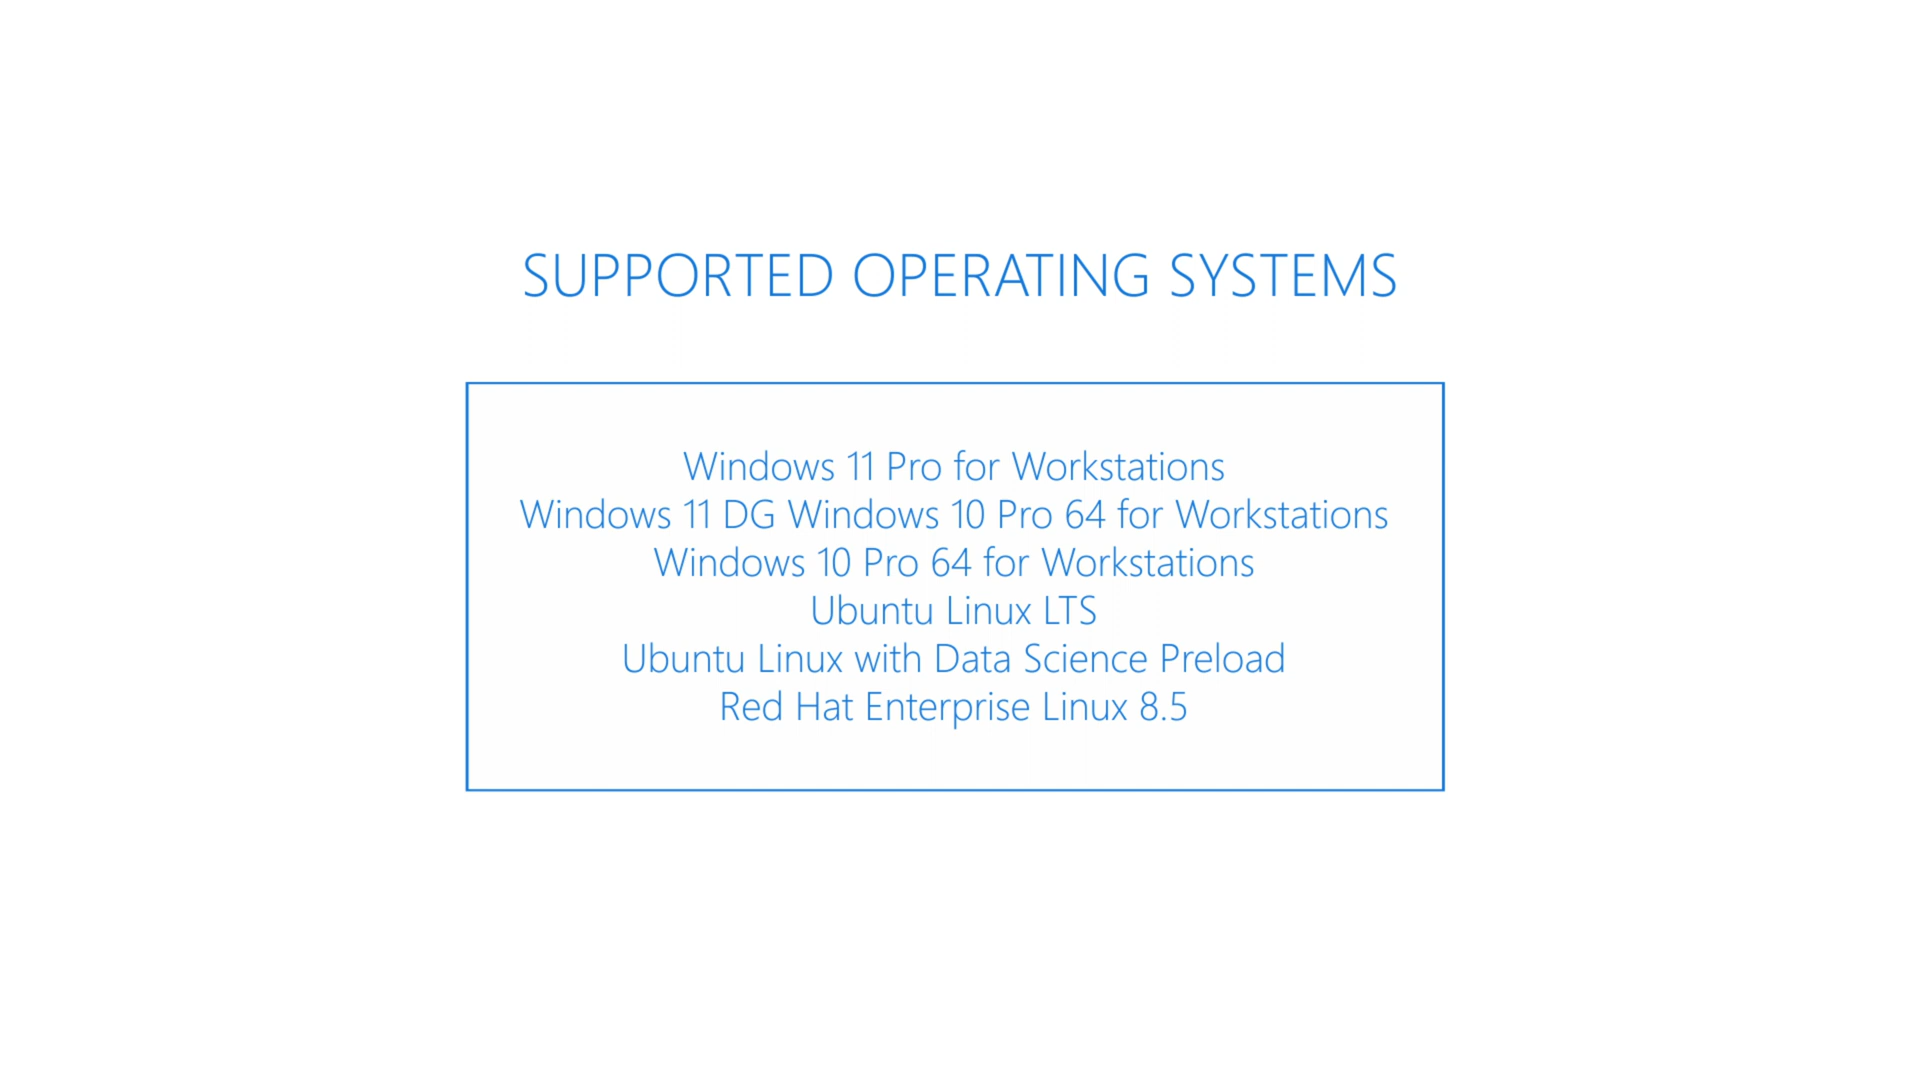 SUPPORTED OPERATING SYSTEMS
Windows 11 Pro for Workstations
Windows 11 DG Windows 10 Pro 64 for Workstations
Windows 10 Pro 64 for Workstations
Ubuntu Linux LTS
Ubuntu Linux with Data Science Preload
Red Hat Enterprise Linux 8.5